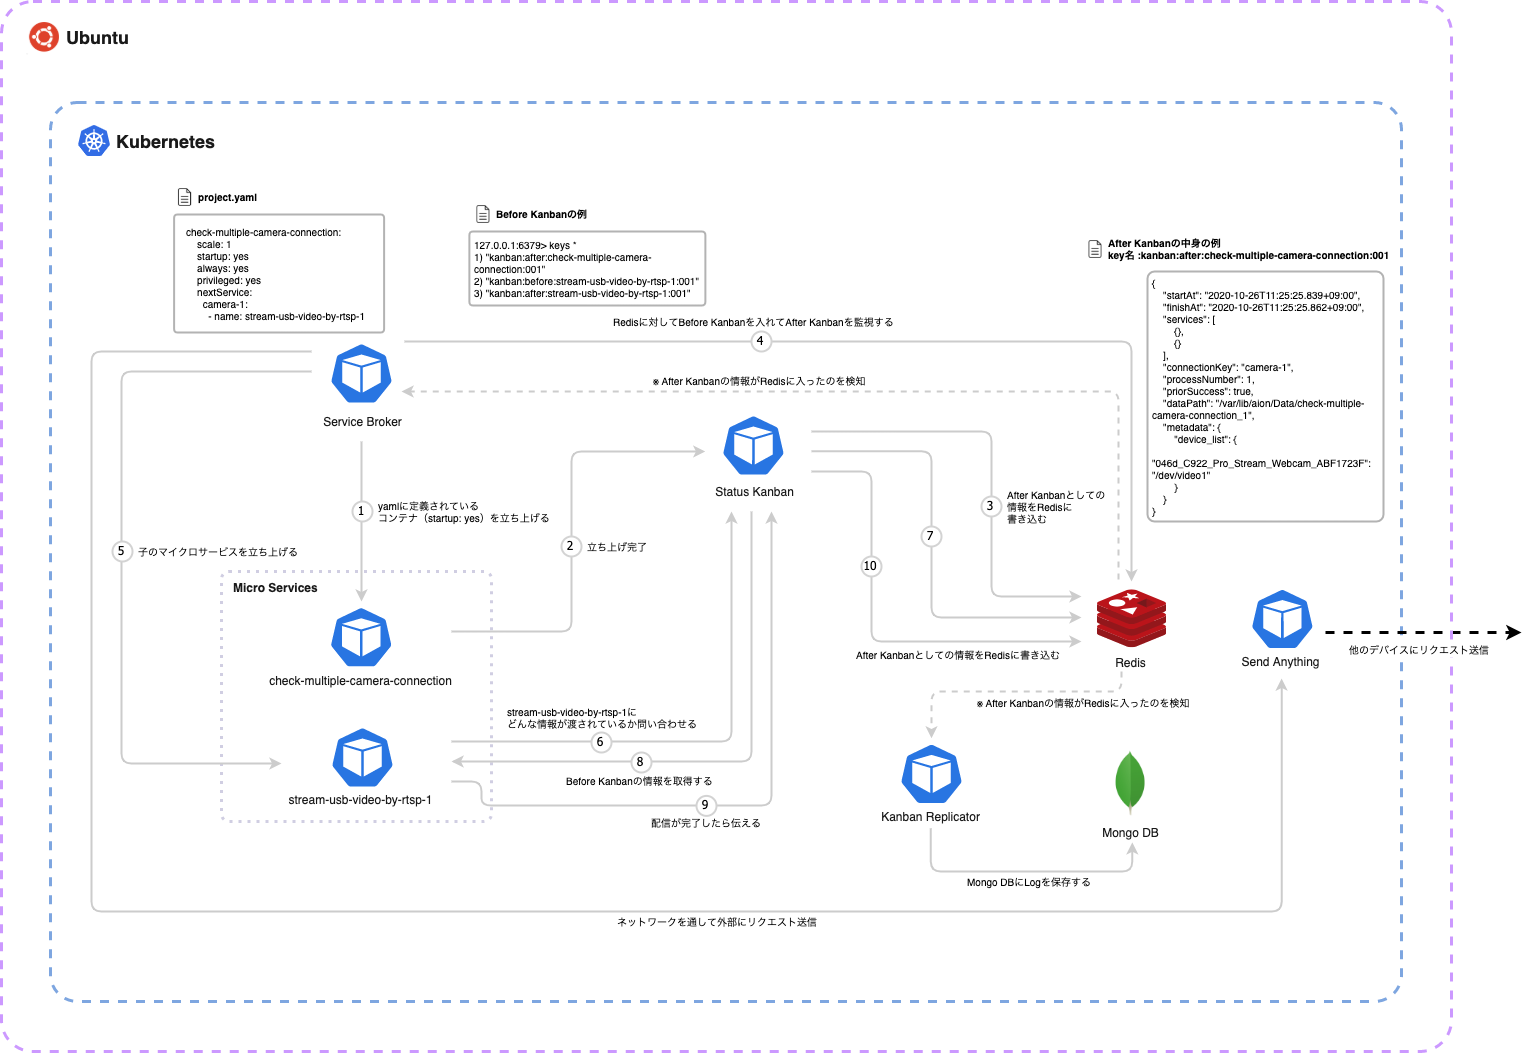 Ubuntu
Kubernetes
project.yaml
check-multiple-camera-connection:
scale: 1
startup: yes
always: yes
privileged: yes
nextService:
camera-1:
- name: stream-usb-video-by-rtsp-1
Before Kanbanの例
127.0.0.1:6379> keys *
1) "kanban:after:check-multiple-camera-
connection:001"
2) "kanban:before:stream-usb-video-by-rtsp-1:001"
3) "kanban:after:stream-usb-video-by-rtsp-1:001"
After Kanbanの中身の例
key名 :kanban:after:check-multiple-camera-connection:001
{
"startAt": "2020-10-26T11:25:25.839+09:00",
"finishAt": "2020-10-26T11:25:25.862+09:00",
"services": [
{},
{}
],
"connectionKey": "camera-1",
"processNumber": 1,
"priorSuccess": true,
"dataPath": "/var/lib/aion/Data/check-multiple-
camera-connection_1",
"metadata": {
"device_list": {
"046d_C922_Pro_Stream_Webcam_ABF1723F":
"/dev/video1"
}
}
}
Redisに対してBefore Kanbanを入れてAfter Kanbanを監視する
4
※ After Kanbanの情報がRedisに入ったのを検知
Service Broker
Status Kanban
1
yamlに定義されている
コンテナ（startup: yes）を立ち上げる
2
立ち上げ完了
3
After Kanbanとしての
情報をRedisに
書き込む
7
10
5
子のマイクロサービスを立ち上げる
Micro Services
check-multiple-camera-connection
After Kanbanとしての情報をRedisに書き込む
Redis
Send Anything
他のデバイスにリクエスト送信
※ After Kanbanの情報がRedisに入ったのを検知
stream-usb-video-by-rtsp-1に
どんな情報が渡されているか問い合わせる
6
8
Before Kanbanの情報を取得する
stream-usb-video-by-rtsp-1
9
配信が完了したら伝える
Kanban Replicator
Mongo DB
Mongo DBにLogを保存する
ネットワークを通して外部にリクエスト送信